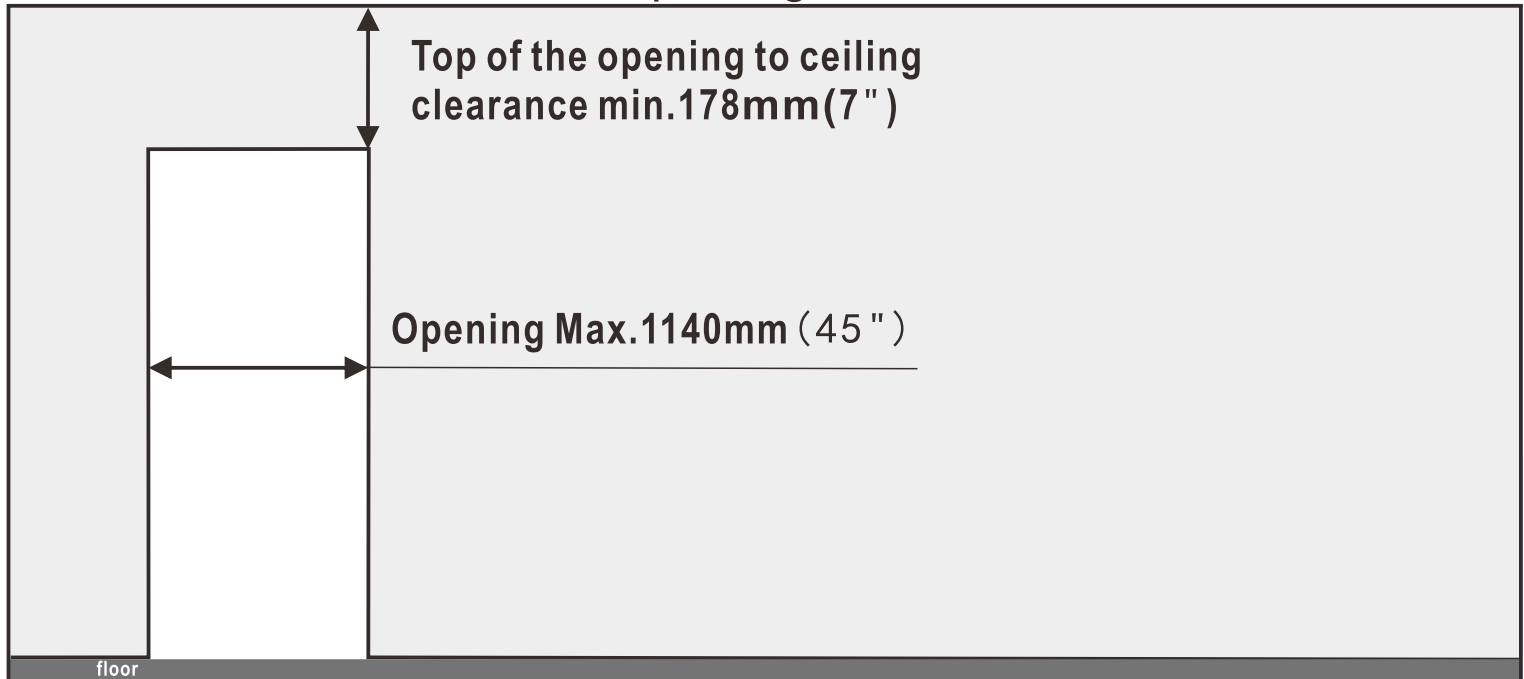 Top of the opening to ceiling
clearance min.178mm(7")
Opening Max.1140mm(45")
floor